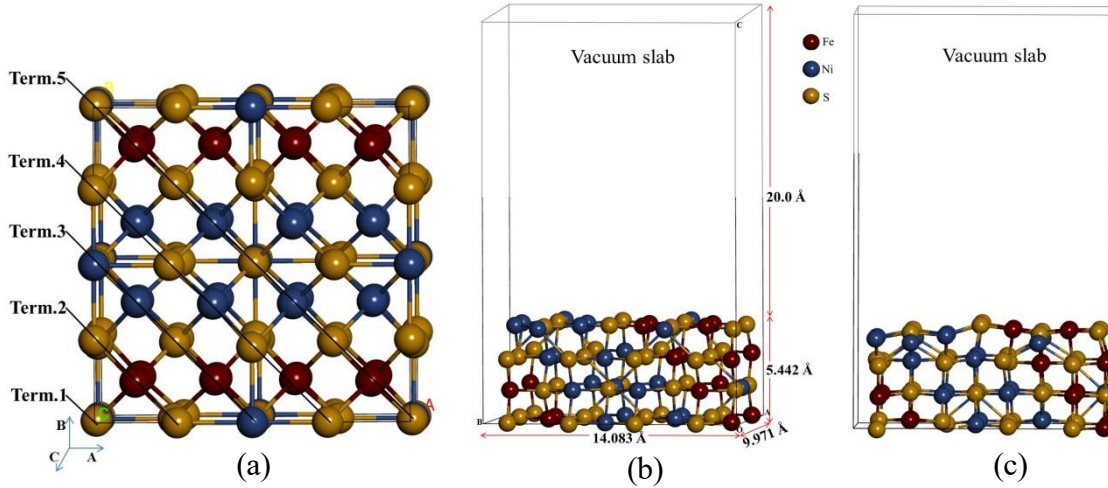 Term.5
Term.4
Term.3
Term.2
Term.1
B
C
A
A
(a)
Vacuum slab
C
20.0 Å
5.442 Å
B
O
A
14.083 Å
9.971 Å
(b)
Fe
Ni
S
Vacuum slab
(c)